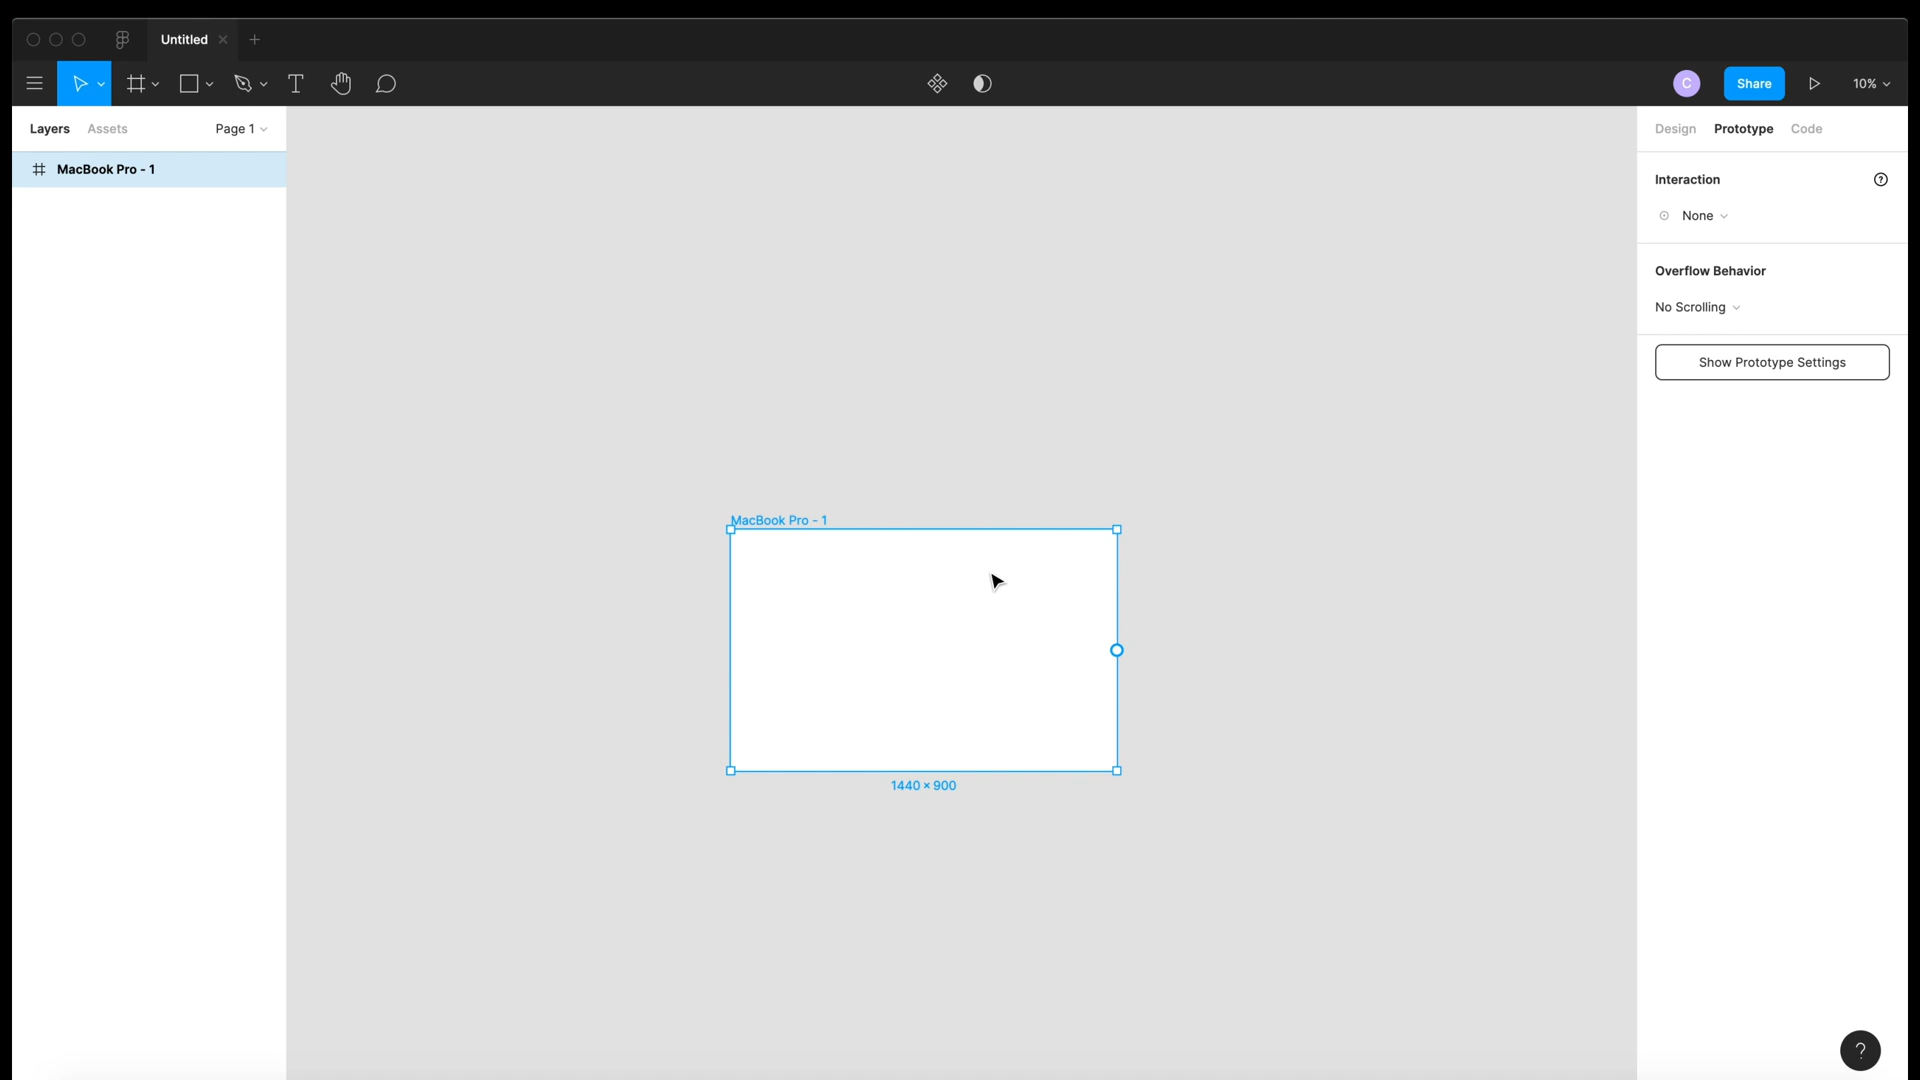 Untitled
C
Share
10%
Layers
Assets
Page 1
Design
Prototype
Code
MacBook Pro - 1
Interaction
None
Overflow Behavior
No Scrolling
Show Prototype Settings
MacBook Pro - 1
1440 × 900
?